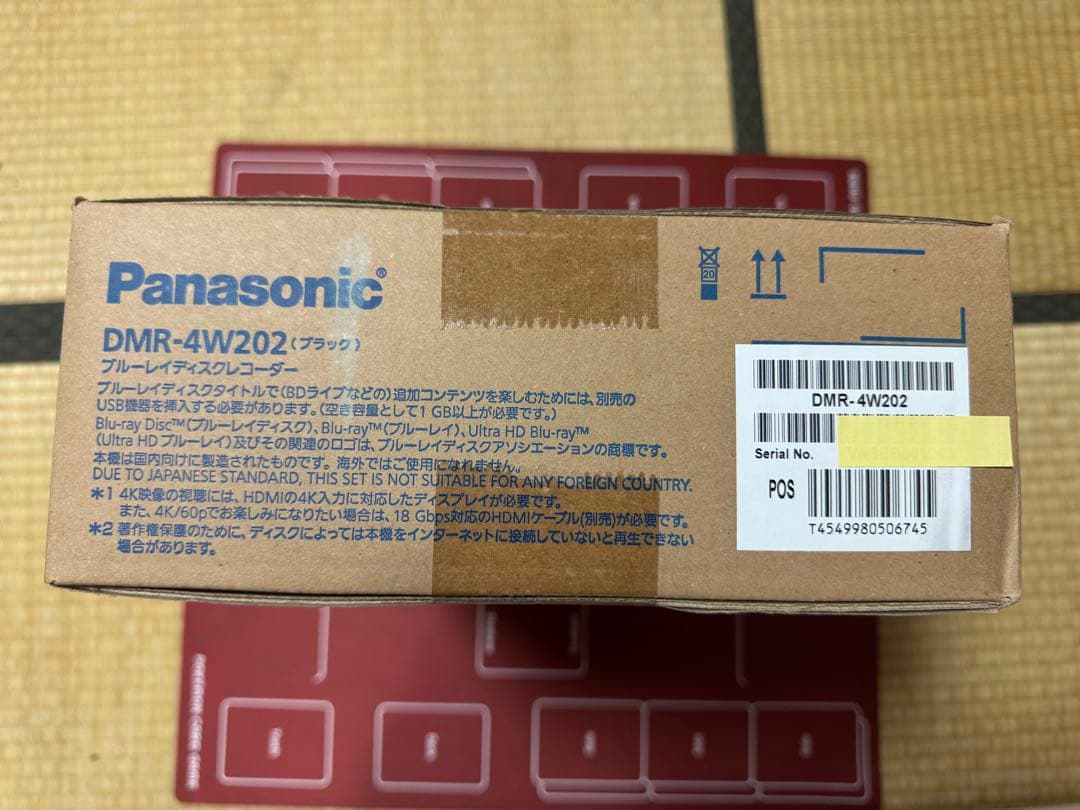 Panasonic®
DMR-4W202(ブラック)
ブルーレイディスクレコーダー
ブルーレイディスクタイトルで(BDライブなどの)追加コンテンツを楽しむためには、別売の
USB機器を挿入する必要があります。(空き容量として1 GB以上が必要です。)
Blu-ray Disc™(ブルーレイディスク)、Blu-ray™(ブルーレイ)、Ultra HD Blu-ray™
(Ultra HD ブルーレイ)及びその関連のロゴは、ブルーレイディスクアソシエーションの商標です。
本機は国内向けに製造されたものです。海外ではご使用になれません。
DUE TO JAPANESE STANDARD, THIS SET IS NOT SUITABLE FOR ANY FOREIGN COUNTRY.
*1 4K映像の視聴には、HDMIの4K入力に対応したディスプレイが必要です。
また、4K/60pでお楽しみになりたい場合は、18 Gbps対応のHDMIケーブル(別売)が必要です。
*2 著作権保護のために、ディスクによっては本機をインターネットに接続していないと再生できない
場合があります。
20
DMR-4W202
Serial No.
POS
T4549980506745